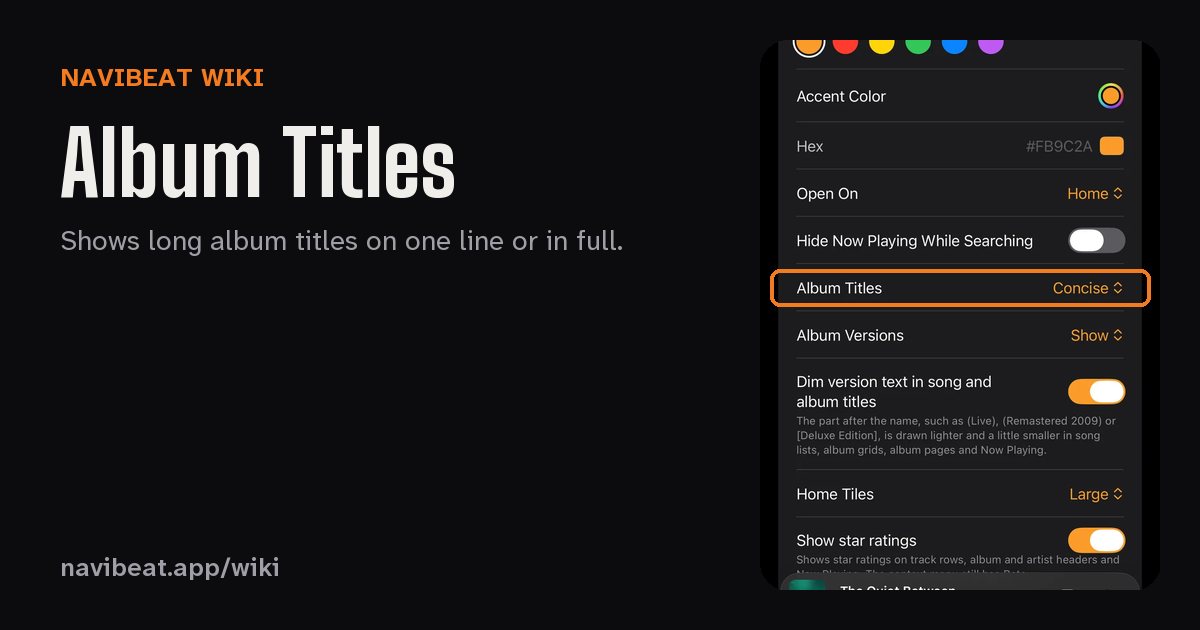 NAVIBEAT WIKI
Album Titles
Shows long album titles on one line or in full.
navibeat.app/wiki
Accent Color
Hex #FB9C2A
Open On Home
Hide Now Playing While Searching
Album Titles Concise
Album Versions Show
Dim version text in song and
album titles
The part after the name, such as (Live), (Remastered 2009) or
[Deluxe Edition], is drawn lighter and a little smaller in song
lists, album grids, album pages and Now Playing.
Home Tiles Large
Show star ratings
Shows star ratings on track rows, album and artist headers and
The Quiet Between